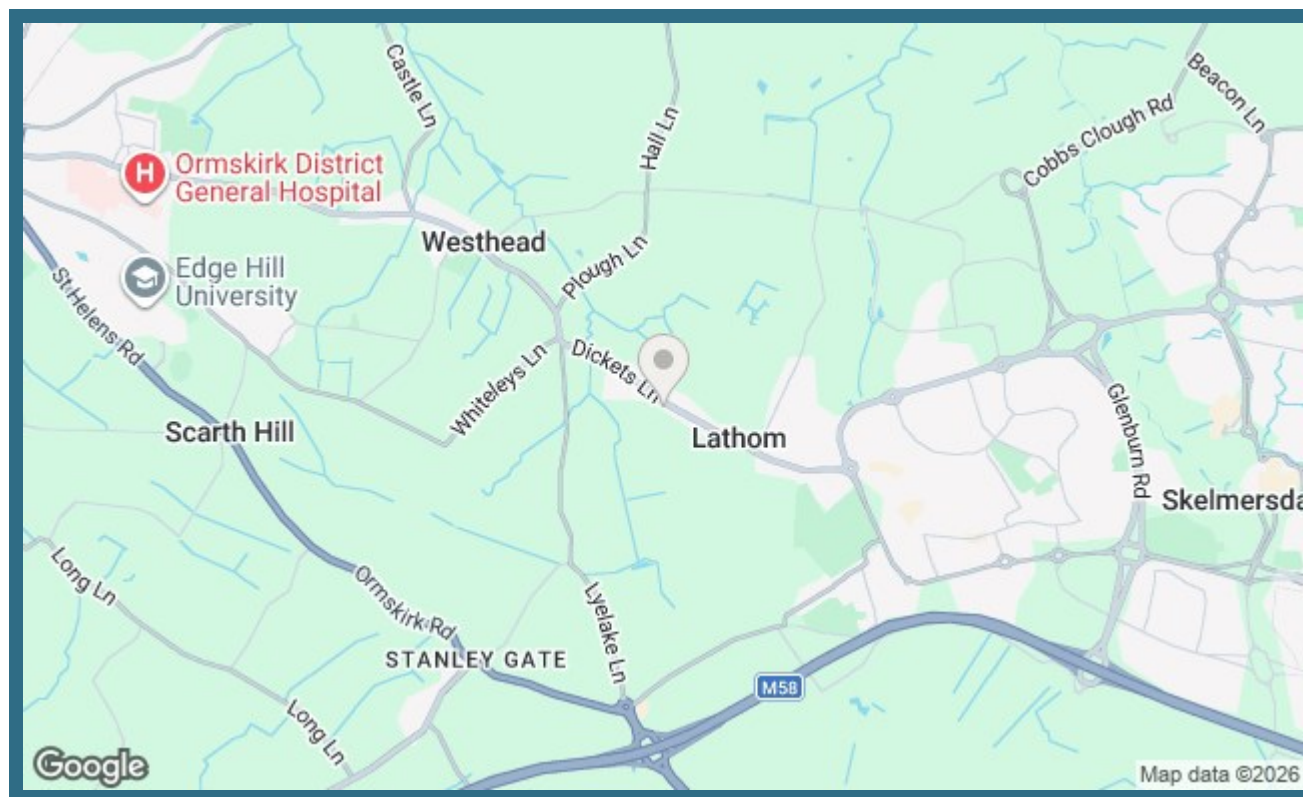 Castle Ln
Hall Ln
Beacon Ln
Cobbs Clough Rd
H
Ormskirk District
General Hospital
Westhead
Plough Ln
Edge Hill
University
St Helens Rd
Dickets Ln
Whiteleys Ln
Scarth Hill
Lathom
Glenburn Rd
Skelmersda
Long Ln
Ormskirk Rd
Lyelake Ln
STANLEY GATE
M58
Long Ln
Google
Map data ©2026